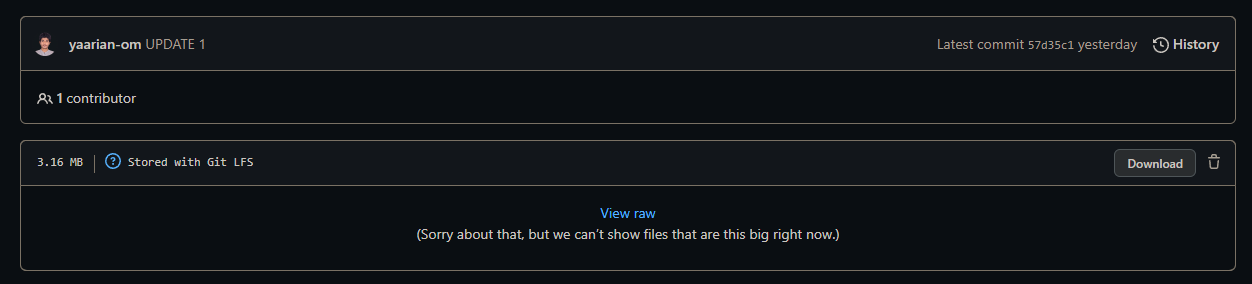 yaarian-om UPDATE 1
Latest commit 57d35c1 yesterday
History
1 contributor
3.16 MB
Stored with Git LFS
Download
View raw
(Sorry about that, but we can’t show files that are this big right now.)